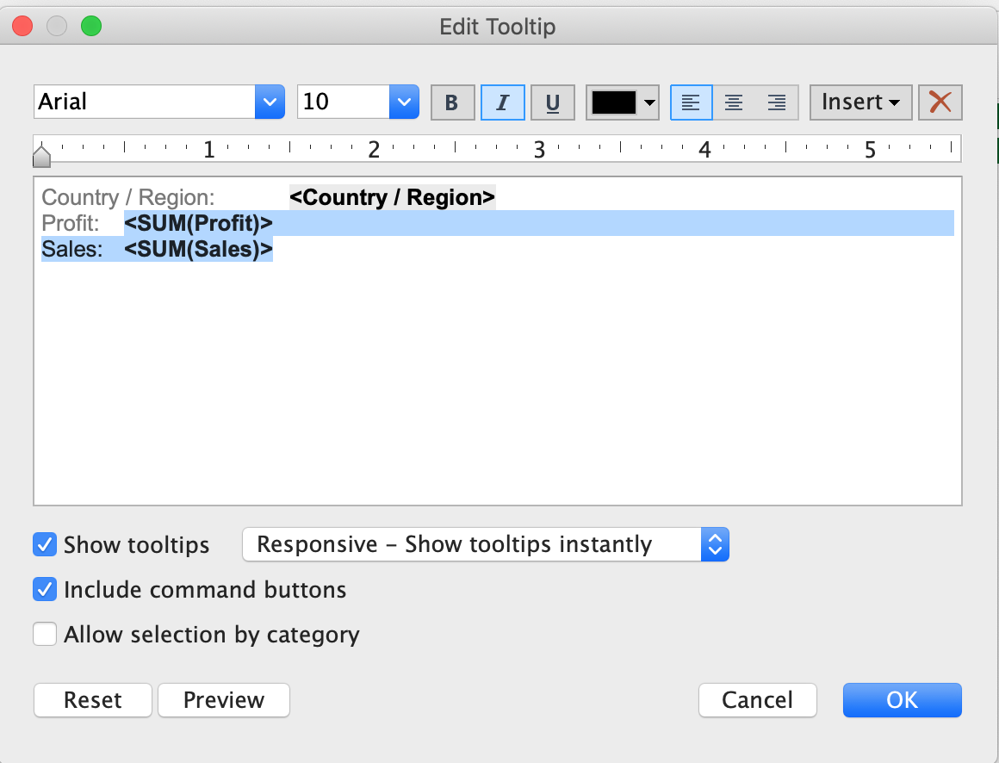 Edit Tooltip
Arial 10 B I U Insert
1 2 3 4 5
Country / Region: <Country / Region>
Profit: <SUM(Profit)>
Sales: <SUM(Sales)>
Show tooltips Responsive – Show tooltips instantly
Include command buttons
Allow selection by category
Reset Preview Cancel OK